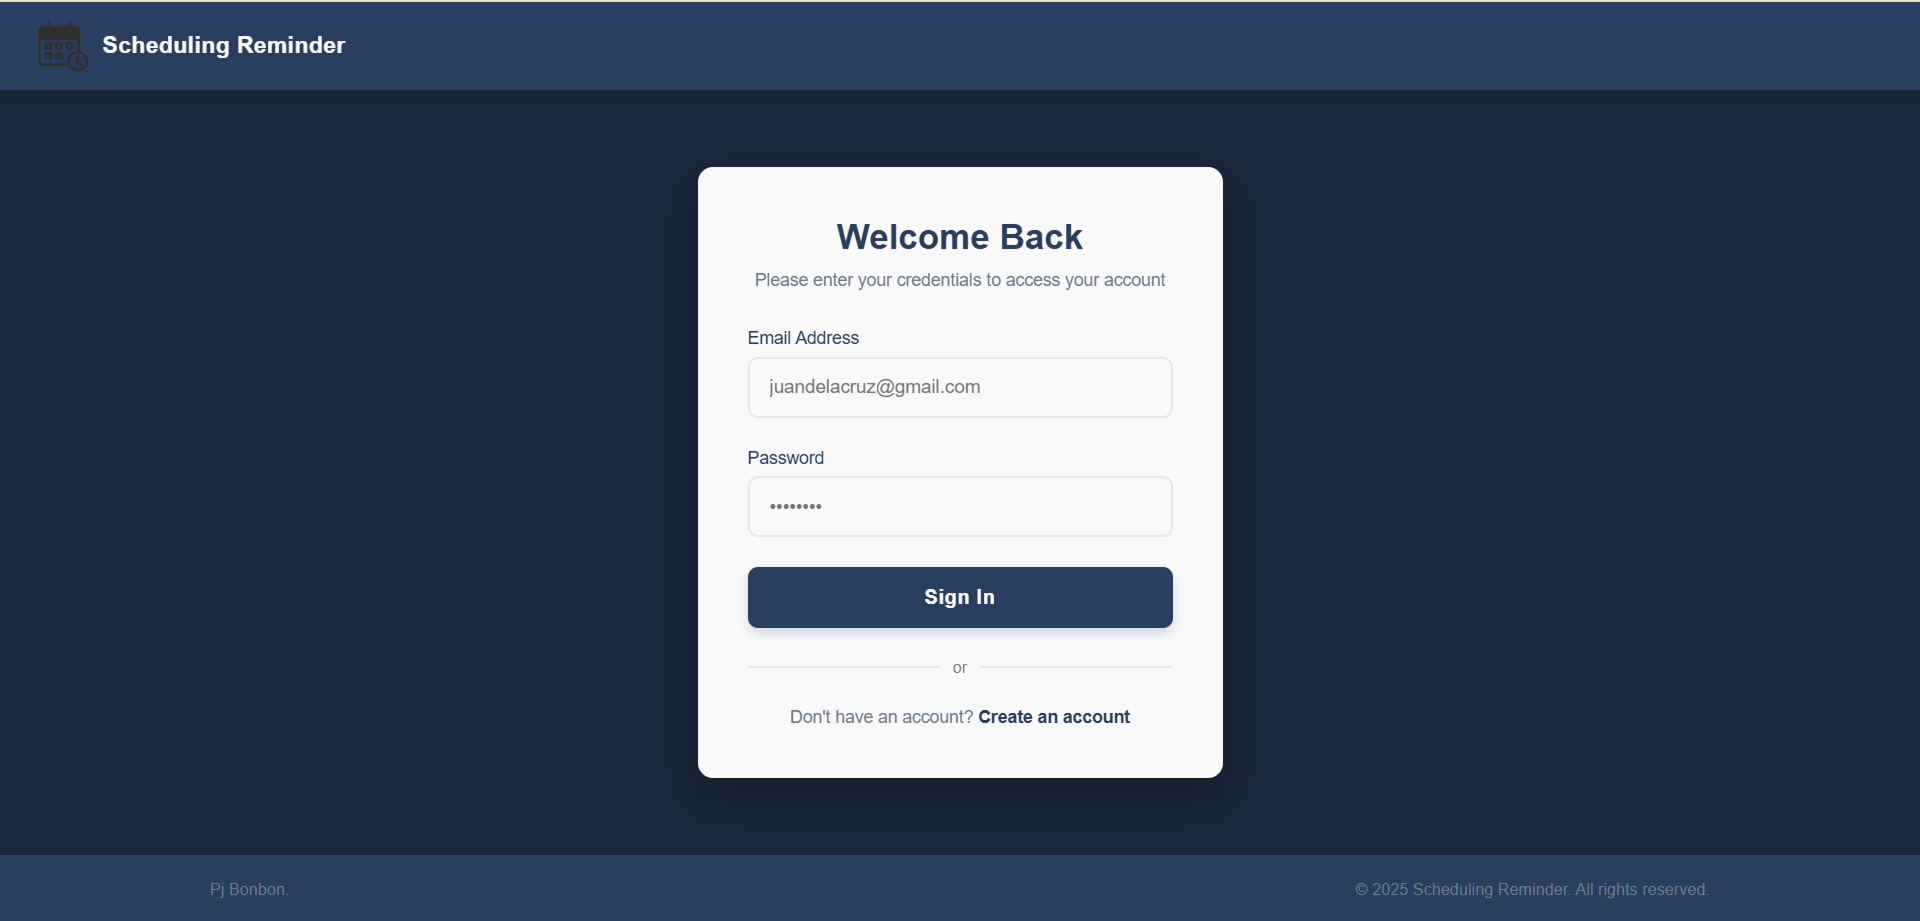 Scheduling Reminder
Welcome Back
Please enter your credentials to access your account
Email Address
juandelacruz@gmail.com
Password
••••••••
Sign In
or
Don't have an account? Create an account
Pj Bonbon.
© 2025 Scheduling Reminder. All rights reserved.